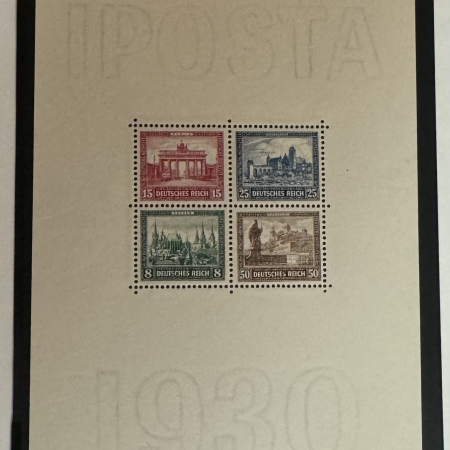 IPOSTA
15 DEUTSCHES REICH 15
25 DEUTSCHES REICH 25
8 DEUTSCHES REICH 8
50 DEUTSCHES REICH 50
1930